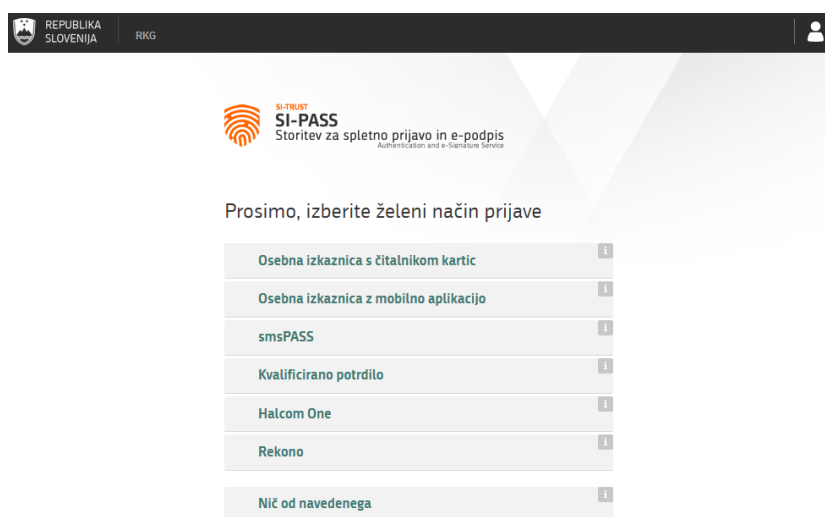 REPUBLIKA
SLOVENIJA
RKG
SI-TRUST
SI-PASS
Storitev za spletno prijavo in e-podpis
Authentication and e-Signature Service
Prosimo, izberite želeni način prijave
Osebna izkaznica s čitalnikom kartic
i
Osebna izkaznica z mobilno aplikacijo
i
smsPASS
i
Kvalificirano potrdilo
i
Halcom One
i
Rekono
i
Nič od navedenega
i